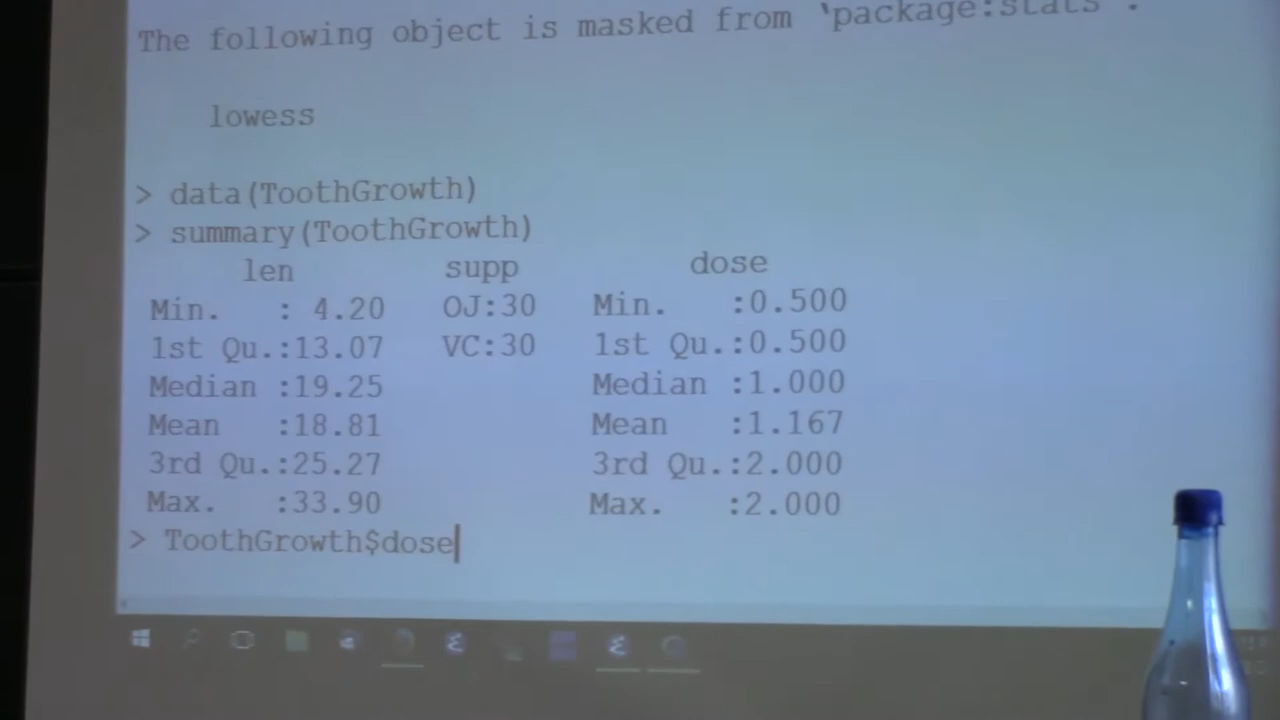 The following object is masked from ‘package:stats’:
lowess
> data(ToothGrowth)
> summary(ToothGrowth)
len supp dose
Min. : 4.20 OJ:30 Min. :0.500
1st Qu.:13.07 VC:30 1st Qu.:0.500
Median :19.25 Median :1.000
Mean :18.81 Mean :1.167
3rd Qu.:25.27 3rd Qu.:2.000
Max. :33.90 Max. :2.000
> ToothGrowth$dose